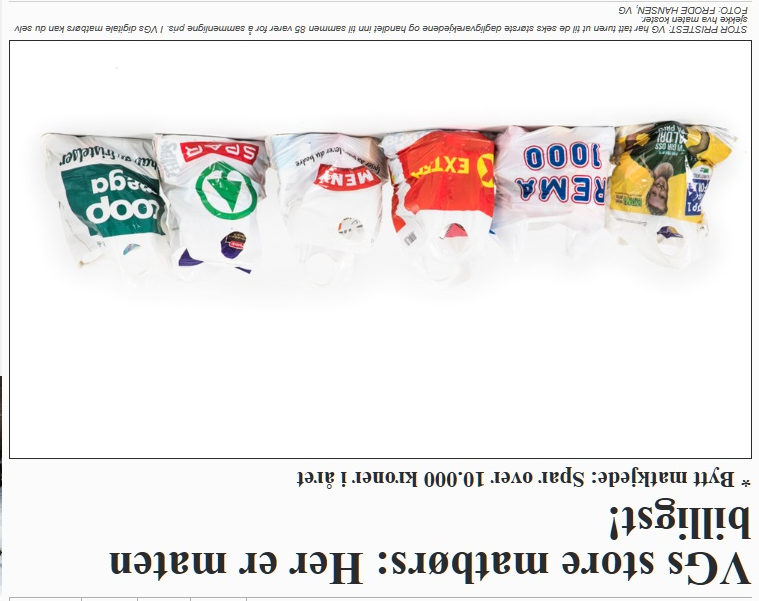 VGs store matbørs: Her er maten
billigst!
* Bytt matkjede: Spar over 10.000 kroner i året
REMA
1000
EXTRA
MENY
SPAR
coop
mega
fristelser
STOR PRISTEST: VG har tatt turen ut til de seks største dagligvarekjedene og handlet inn til sammen 85 varer for å sammenligne pris. I VGs digitale matbørs kan du selv
sjekke hva maten koster.
FOTO: FRODE HANSEN, VG